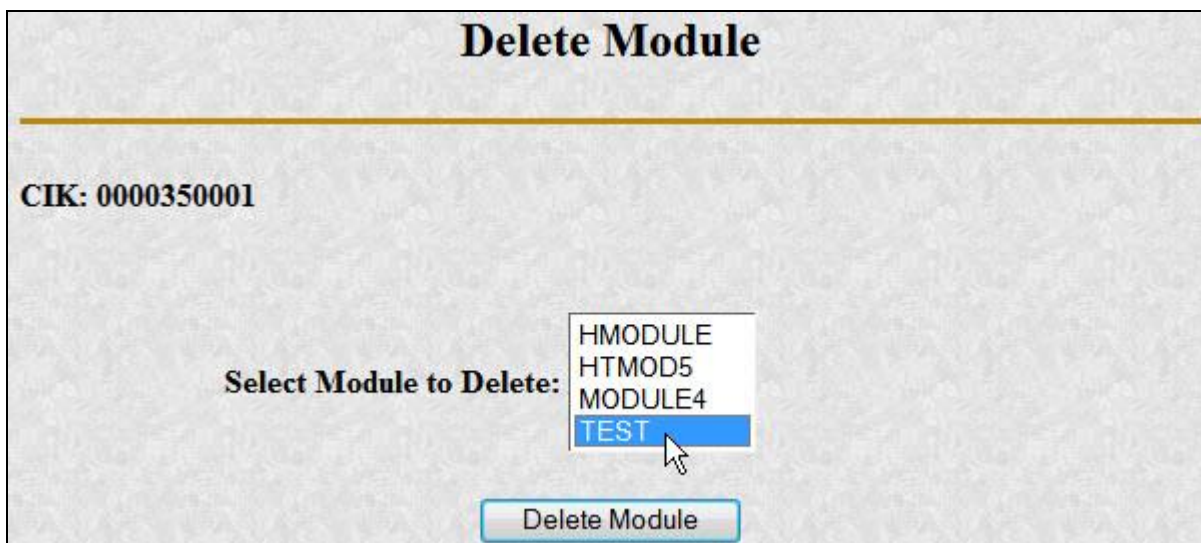 Delete Module
CIK: 0000350001
Select Module to Delete:
HMODULE
HTMOD5
MODULE4
TEST
Delete Module